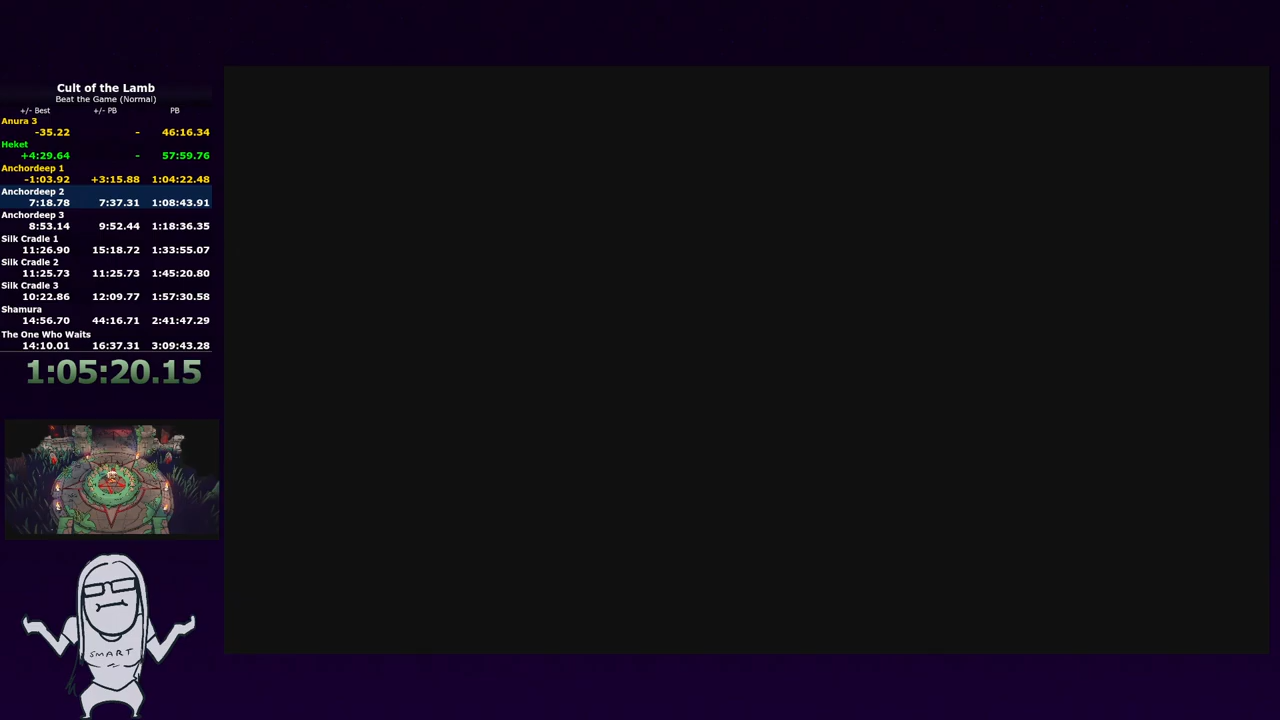 Cult of the Lamb
Beat the Game (Normal)
+/- Best +/- PB PB
Anura 3
-35.22 - 46:16.34
Heket
+4:29.64 - 57:59.76
Anchordeep 1
-1:03.92 +3:15.88 1:04:22.48
Anchordeep 2
7:18.78 7:37.31 1:08:43.91
Anchordeep 3
8:53.14 9:52.44 1:18:36.35
Silk Cradle 1
11:26.90 15:18.72 1:33:55.07
Silk Cradle 2
11:25.73 11:25.73 1:45:20.80
Silk Cradle 3
10:22.86 12:09.77 1:57:30.58
Shamura
14:56.70 44:16.71 2:41:47.29
The One Who Waits
14:10.01 16:37.31 3:09:43.28
1:05:20.15
SMART